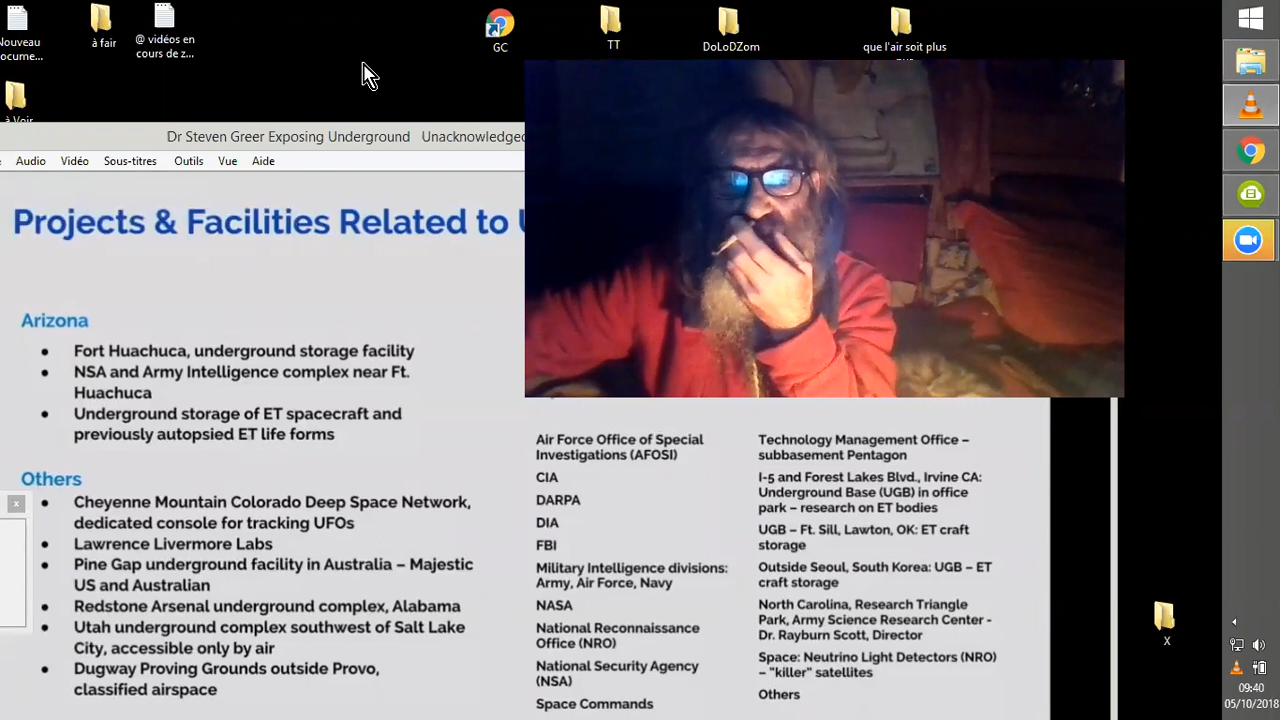 Nouveau
docume...
à fair
@ vidéos en
cours de z...
GC
TT
DoLoDZom
que l'air soit plus
à Voir
Dr Steven Greer Exposing Underground Unacknowledged
Audio Vidéo Sous-titres Outils Vue Aide
Projects & Facilities Related to
Arizona
Fort Huachuca, underground storage facility
NSA and Army Intelligence complex near Ft.
Huachuca
Underground storage of ET spacecraft and
previously autopsied ET life forms
Others
Cheyenne Mountain Colorado Deep Space Network,
dedicated console for tracking UFOs
Lawrence Livermore Labs
Pine Gap underground facility in Australia – Majestic
US and Australian
Redstone Arsenal underground complex, Alabama
Utah underground complex southwest of Salt Lake
City, accessible only by air
Dugway Proving Grounds outside Provo,
classified airspace
Air Force Office of Special
Investigations (AFOSI)
CIA
DARPA
DIA
FBI
Military Intelligence divisions:
Army, Air Force, Navy
NASA
National Reconnaissance
Office (NRO)
National Security Agency
(NSA)
Space Commands
Technology Management Office –
subbasement Pentagon
I-5 and Forest Lakes Blvd., Irvine CA:
Underground Base (UGB) in office
park – research on ET bodies
UGB – Ft. Sill, Lawton, OK: ET craft
storage
Outside Seoul, South Korea: UGB – ET
craft storage
North Carolina, Research Triangle
Park, Army Science Research Center -
Dr. Rayburn Scott, Director
Space: Neutrino Light Detectors (NRO)
– "killer" satellites
Others
X
09:40
05/10/2018